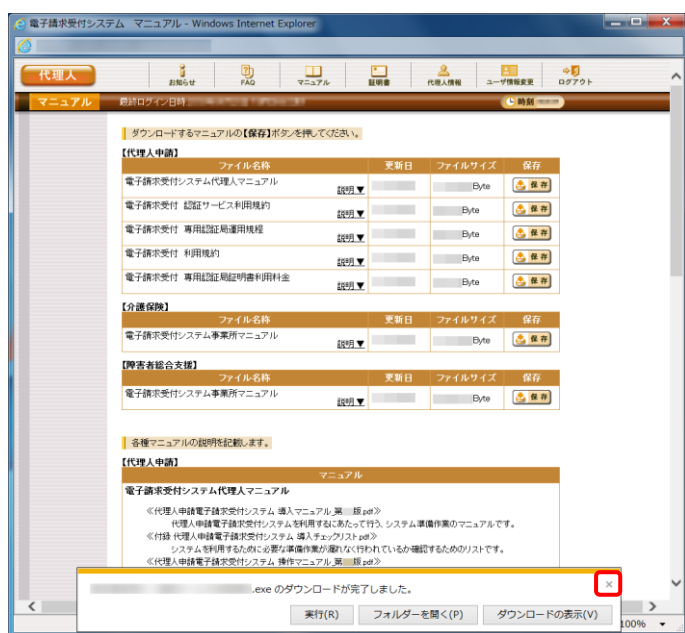 電子請求受付システム マニュアル - Windows Internet Explorer
代理人
お知らせ FAQ マニュアル 証明書 代理人情報 ユーザ情報変更 ログアウト
マニュアル 最終ログイン日時 時刻
ダウンロードするマニュアルの【保存】ボタンを押してください。
【代理人申請】
ファイル名称 更新日 ファイルサイズ 保存
電子請求受付システム代理人マニュアル 説明▼ Byte 保存
電子請求受付 認証サービス利用規約 説明▼ Byte 保存
電子請求受付 専用認証局運用規程 説明▼ Byte 保存
電子請求受付 利用規約 説明▼ Byte 保存
電子請求受付 専用認証局証明書利用料金 説明▼ Byte 保存
【介護保険】
ファイル名称 更新日 ファイルサイズ 保存
電子請求受付システム事業所マニュアル 説明▼ Byte 保存
【障害者総合支援】
ファイル名称 更新日 ファイルサイズ 保存
電子請求受付システム事業所マニュアル 説明▼ Byte 保存
各種マニュアルの説明を記載します。
【代理人申請】
マニュアル
電子請求受付システム代理人マニュアル
≪代理人申請電子請求受付システム 導入マニュアル_第 版.pdf≫
代理人申請電子請求受付システムを利用するにあたって行う、システム準備作業のマニュアルです。
≪付録 代理人申請電子請求受付システム 導入チェックリスト.pdf≫
システムを利用するために必要な準備作業が漏れなく行われているか確認するためのリストです。
≪代理人申請電子請求受付システム 操作マニュアル_第 版.pdf≫
.exe のダウンロードが完了しました。
実行(R) フォルダーを開く(P) ダウンロードの表示(V)
100%